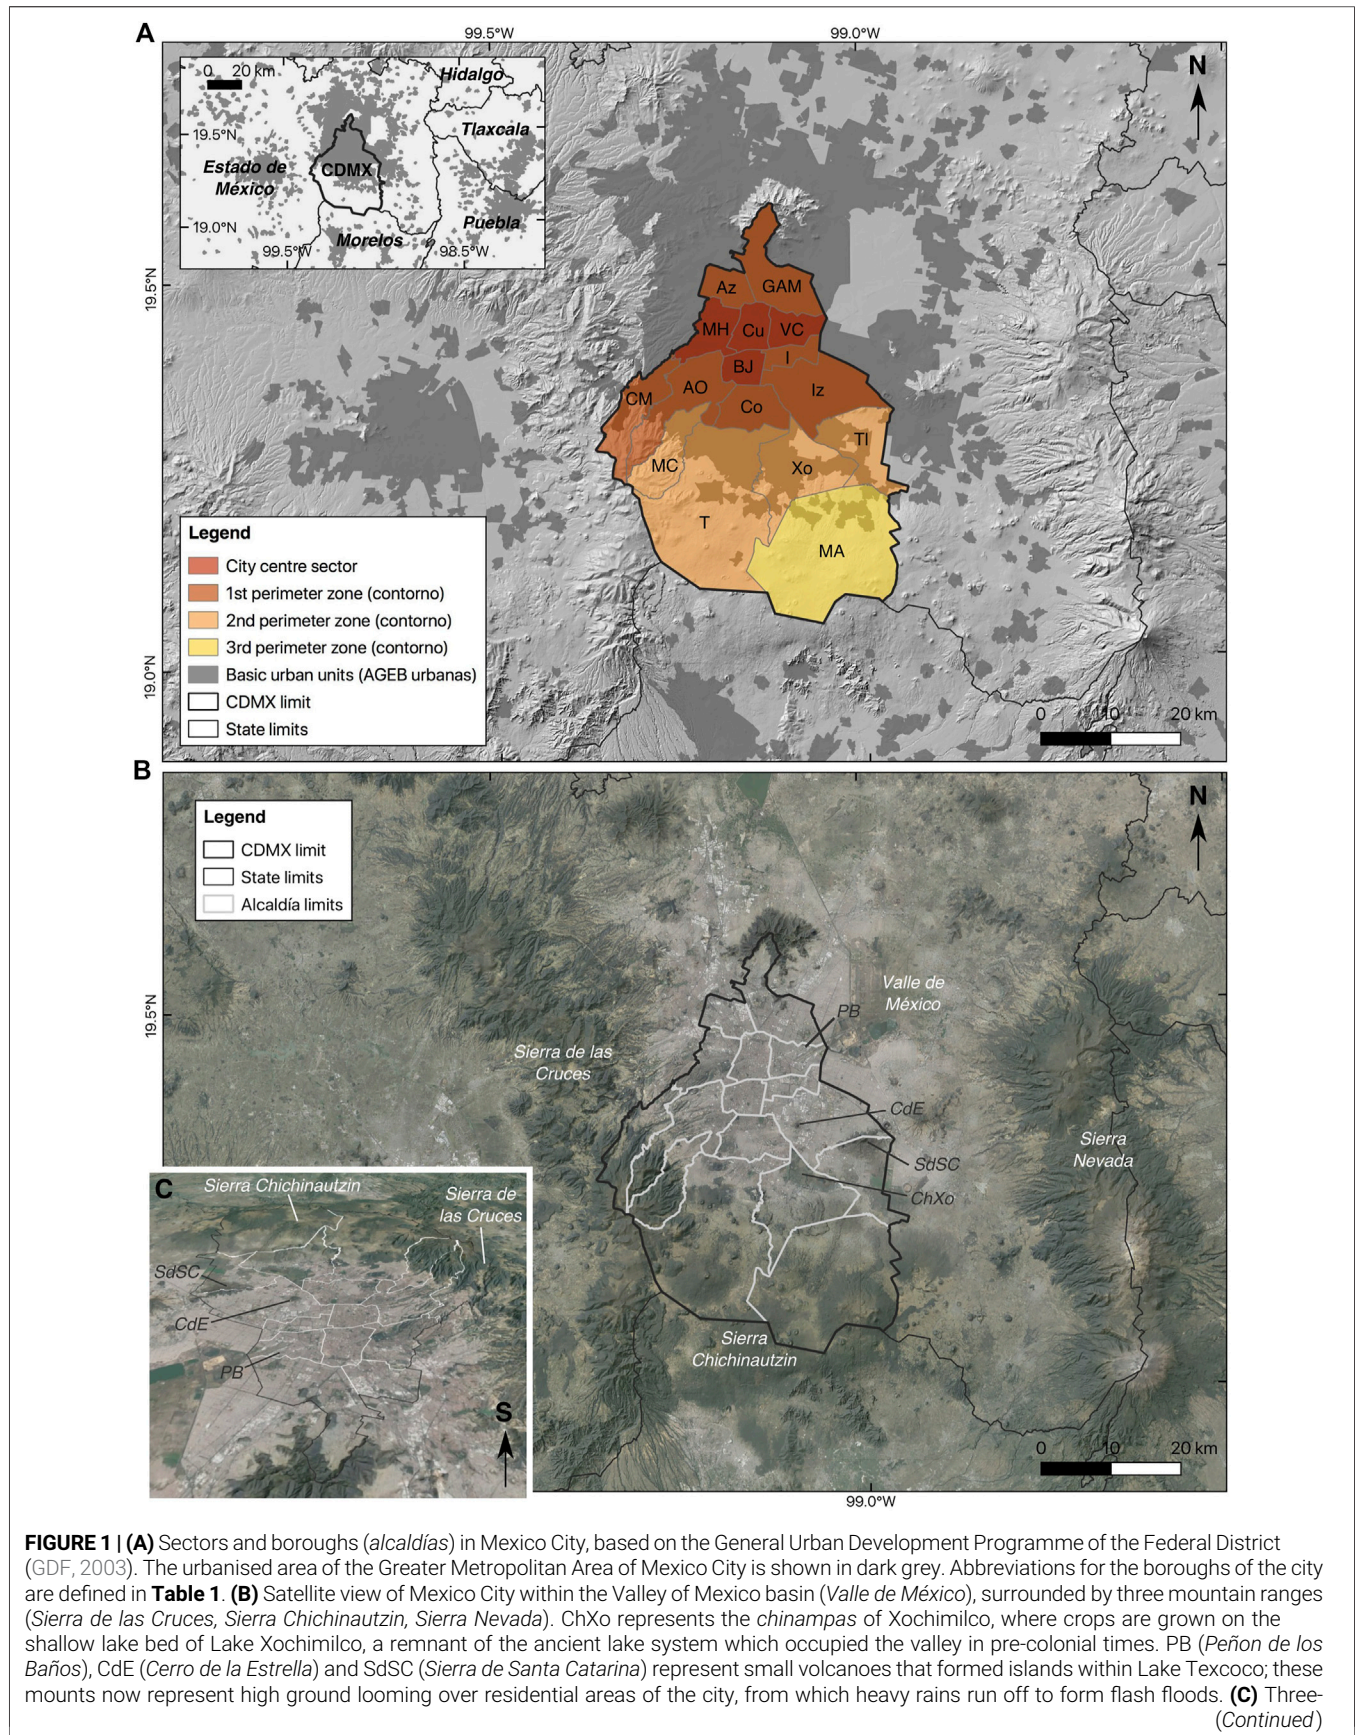 A
99.5°W
99.0°W
N
0 20 km
Hidalgo
19.5°N
Tlaxcala
Estado de
México
CDMX
19.0°N
Puebla
Morelos
99.5°W
98.5°W
19.5°N
Az
GAM
MH
Cu
VC
I
BJ
AO
Iz
CM
Co
Tl
MC
Xo
T
MA
Legend
City centre sector
1st perimeter zone (contorno)
2nd perimeter zone (contorno)
3rd perimeter zone (contorno)
Basic urban units (AGEB urbanas)
CDMX limit
State limits
19.0°N
0 10 20 km
B
N
Legend
CDMX limit
State limits
Alcaldía limits
Valle de
México
PB
19.5°N
Sierra de las
Cruces
CdE
Sierra
Nevada
SdSC
ChXo
C
Sierra Chichinautzin
Sierra de
las Cruces
SdSC
CdE
PB
S
Sierra
Chichinautzin
0 10 20 km
99.0°W
FIGURE 1 | (A) Sectors and boroughs (alcaldías) in Mexico City, based on the General Urban Development Programme of the Federal District
(GDF, 2003). The urbanised area of the Greater Metropolitan Area of Mexico City is shown in dark grey. Abbreviations for the boroughs of the city
are defined in Table 1. (B) Satellite view of Mexico City within the Valley of Mexico basin (Valle de México), surrounded by three mountain ranges
(Sierra de las Cruces, Sierra Chichinautzin, Sierra Nevada). ChXo represents the chinampas of Xochimilco, where crops are grown on the
shallow lake bed of Lake Xochimilco, a remnant of the ancient lake system which occupied the valley in pre-colonial times. PB (Peñon de los
Baños), CdE (Cerro de la Estrella) and SdSC (Sierra de Santa Catarina) represent small volcanoes that formed islands within Lake Texcoco; these
mounts now represent high ground looming over residential areas of the city, from which heavy rains run off to form flash floods. (C) Three-
(Continued)